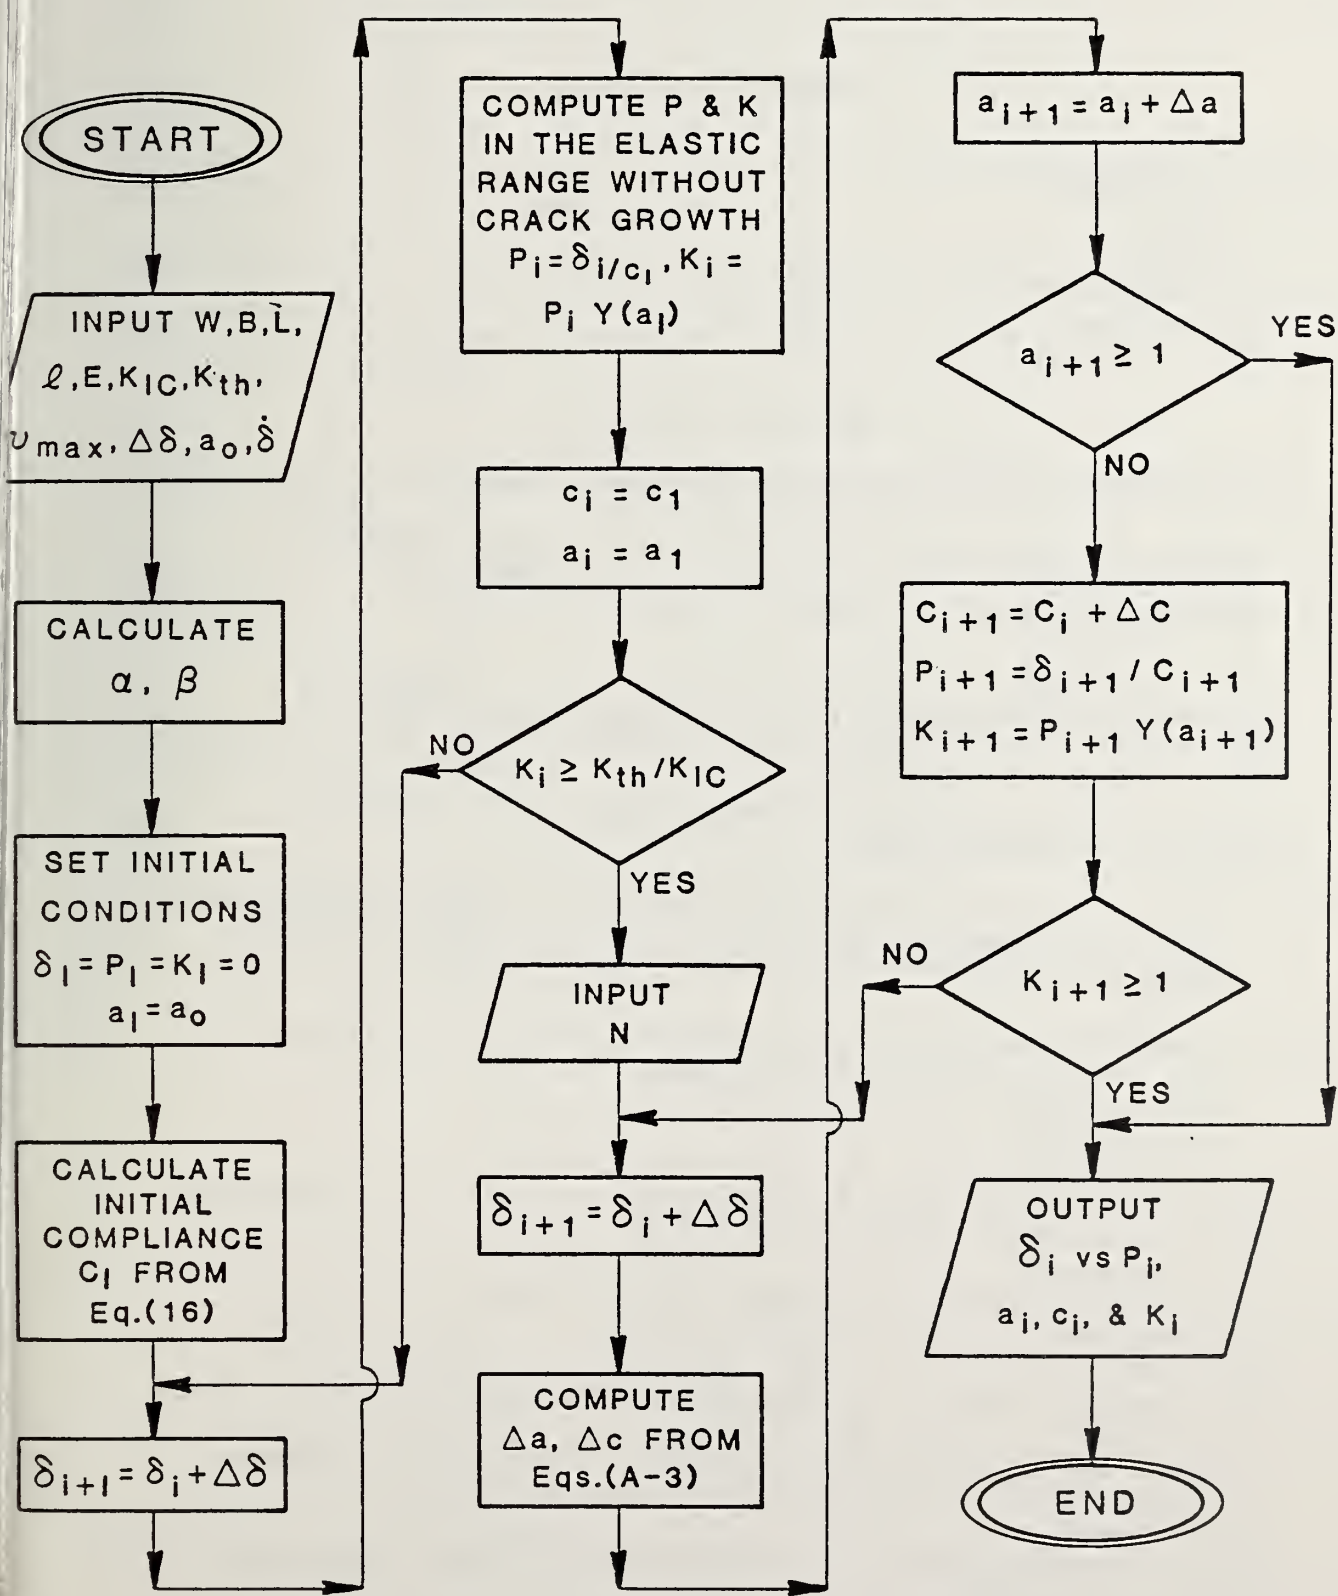 START
INPUT W,B,L,
ℓ,E,K_IC,K_th,
υ_max, Δδ,a_o,δ̇
CALCULATE
α, β
SET INITIAL
CONDITIONS
δ_I = P_I = K_I = 0
a_I = a_o
CALCULATE
INITIAL
COMPLIANCE
C_I FROM
Eq.(16)
δ_i+1 = δ_i + Δδ
COMPUTE P & K
IN THE ELASTIC
RANGE WITHOUT
CRACK GROWTH
P_i = δ_i/c_I, K_i =
P_i Y(a_I)
c_i = c_1
a_i = a_1
NO
K_i ≥ K_th/K_IC
YES
INPUT
N
δ_i+1 = δ_i + Δδ
COMPUTE
Δa, Δc FROM
Eqs.(A-3)
a_i+1 = a_i + Δa
YES
a_i+1 ≥ 1
NO
C_i+1 = C_i + ΔC
P_i+1 = δ_i+1 / C_i+1
K_i+1 = P_i+1 Y(a_i+1)
NO
K_i+1 ≥ 1
YES
OUTPUT
δ_i vs P_i,
a_i, c_i, & K_i
END